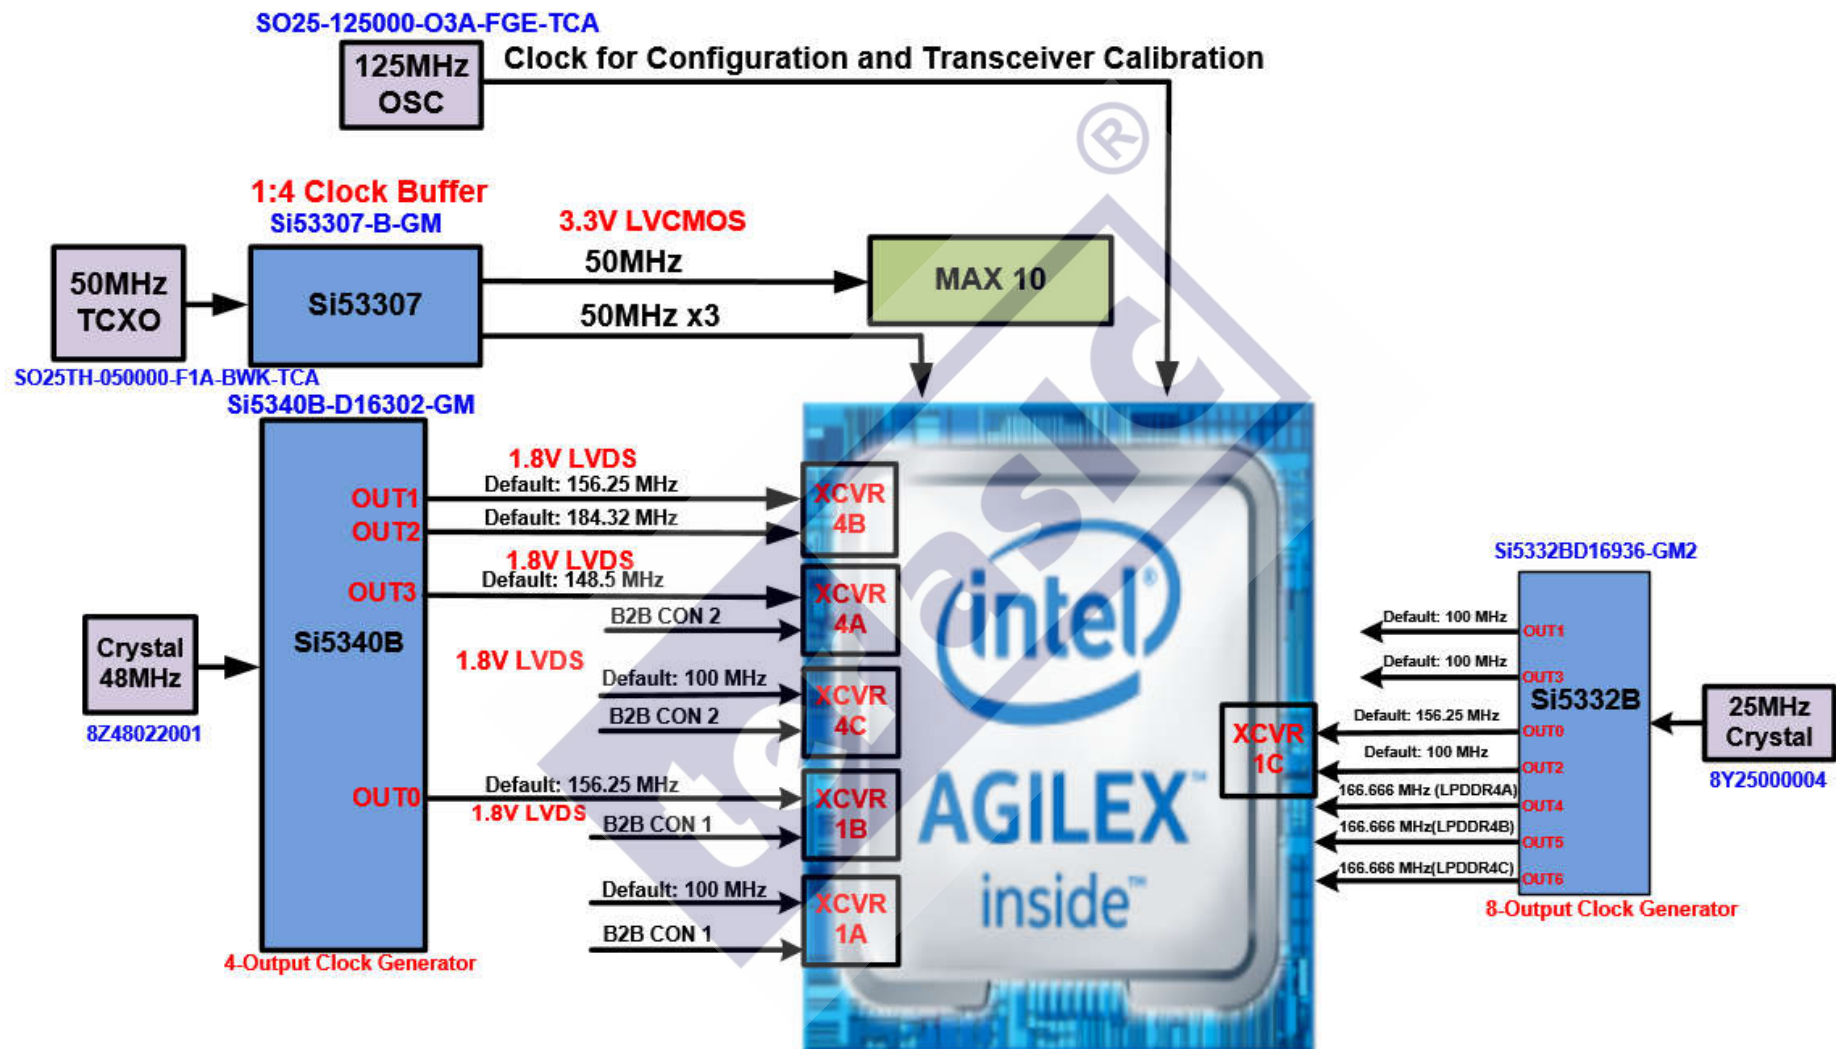 SO25-125000-O3A-FGE-TCA
125MHz
OSC
Clock for Configuration and Transceiver Calibration
®
1:4 Clock Buffer
Si53307-B-GM
3.3V LVCMOS
50MHz
TCXO
Si53307
50MHz
MAX 10
50MHz x3
SO25TH-050000-F1A-BWK-TCA
Si5340B-D16302-GM
1.8V LVDS
Default: 156.25 MHz
OUT1
XCVR
4B
Default: 184.32 MHz
OUT2
1.8V LVDS
Default: 148.5 MHz
OUT3
XCVR
4A
B2B CON 2
Crystal
48MHz
8Z48022001
Si5340B
1.8V LVDS
Default: 100 MHz
XCVR
4C
B2B CON 2
OUT0
Default: 156.25 MHz
1.8V LVDS
XCVR
1B
B2B CON 1
Default: 100 MHz
XCVR
1A
B2B CON 1
4-Output Clock Generator
terasic
intel®
AGILEX™
inside™
Si5332BD16936-GM2
Default: 100 MHz
OUT1
Default: 100 MHz
OUT3
Si5332B
25MHz
Crystal
8Y25000004
XCVR
1C
Default: 156.25 MHz
OUT0
Default: 100 MHz
OUT2
166.666 MHz (LPDDR4A)
OUT4
166.666 MHz(LPDDR4B)
OUT5
166.666 MHz(LPDDR4C)
OUT6
8-Output Clock Generator